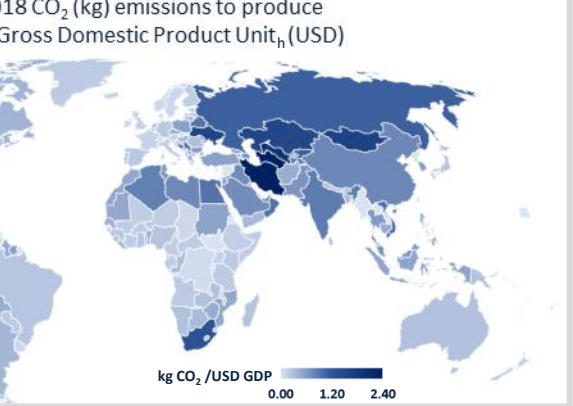 018 CO₂ (kg) emissions to produce
Gross Domestic Product Unitₕ (USD)
kg CO₂ /USD GDP
0.00 1.20 2.40